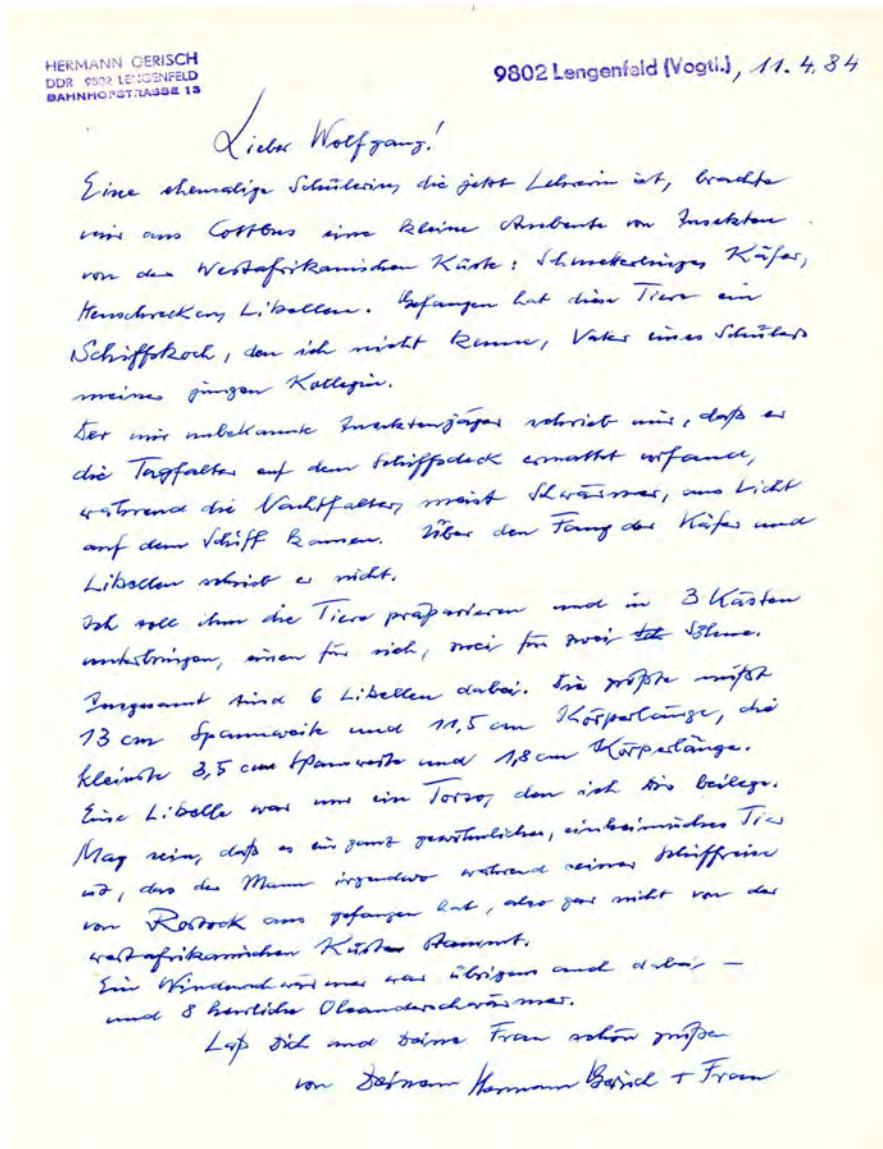 HERMANN GERISCH
DDR 9802 LENGENFELD
BAHNHOFSTRASSE 13
9802 Lengenfeld (Vogtl.), 11. 4. 84
Lieber Wolfgang!
Eine ehemalige Schülerin, die jetzt Lehrerin ist, brachte
mir aus Cottbus eine kleine Ausbeute von Insekten
von der Westafrikanischen Küste: Schmetterlinge, Käfer,
Heuschrecken, Libellen. Gefangen hat diese Tiere ein
Schiffskoch, den ich nicht kenne, Vater eines Schülers
meiner jungen Kollegin.
Der mir unbekannte Insektenjäger schrieb mir, daß er
die Tagfalter auf dem Schiffsdeck ermattet vorfand,
während die Nachtfalter, meist Schwärmer, ans Licht
auf dem Schiff kamen. Über den Fang der Käfer und
Libellen schrieb er nicht.
Ich soll ihm die Tiere präparieren und in 3 Kästen
unterbringen, einen für sich, zwei für zwei Söhne.
Insgesamt sind 6 Libellen dabei. Die größte mißt
13 cm Spannweite und 11,5 cm Körperlänge, die
kleinste 3,5 cm Spannweite und 1,8 cm Körperlänge.
Eine Libelle war nur ein Torso, den ich Dir beilege.
Mag sein, daß es ein ganz gewöhnliches, einheimisches Tier
ist, das der Mann irgendwo während seiner Schiffreise
von Rostock aus gefangen hat, also gar nicht von der
westafrikanischen Küste stammt.
Ein Windenschwärmer war übrigens auch dabei –
und 8 herrliche Oleanderschwärmer.
Laß Dich und Deine Frau schön grüßen
von Deinem Hermann Gerisch + Frau